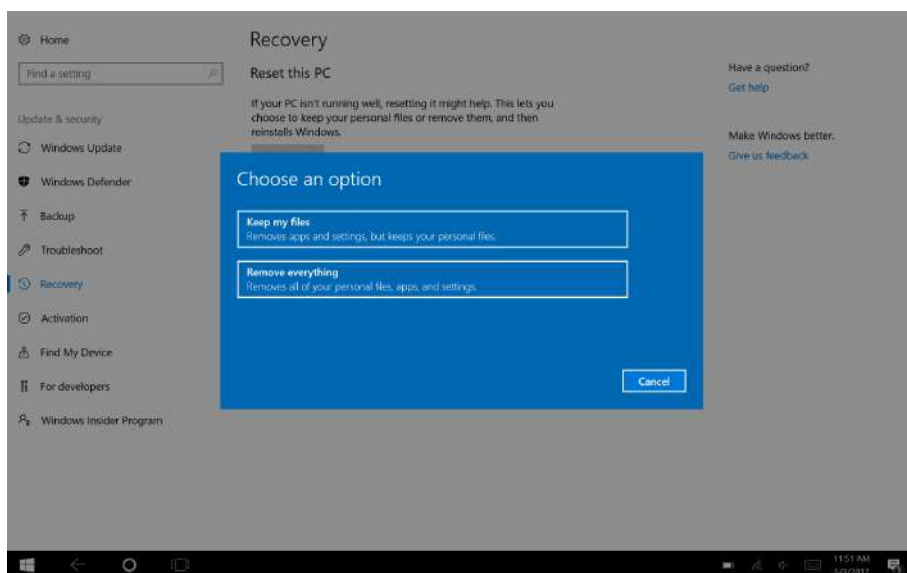 Home
Find a setting
Update & security
Windows Update
Windows Defender
Backup
Troubleshoot
Recovery
Activation
Find My Device
For developers
Windows Insider Program
Recovery
Reset this PC
If your PC isn't running well, resetting it might help. This lets you
choose to keep your personal files or remove them, and then
reinstalls Windows.
Choose an option
Keep my files
Removes apps and settings, but keeps your personal files.
Remove everything
Removes all of your personal files, apps, and settings.
Cancel
Have a question?
Get help
Make Windows better.
Give us feedback
11:51 AM